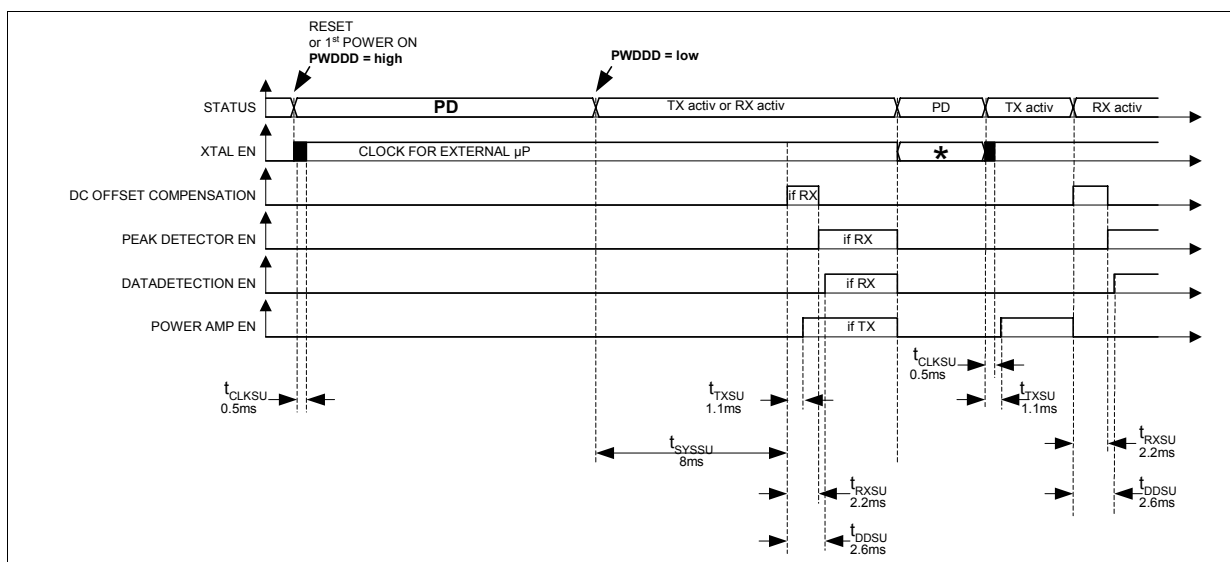 RESET
or 1st POWER ON
PWDDD = high
PWDDD = low
STATUS
PD
TX activ or RX activ
PD
TX activ
RX activ
XTAL EN
CLOCK FOR EXTERNAL µP
*
DC OFFSET COMPENSATION
if RX
PEAK DETECTOR EN
if RX
DATADETECTION EN
if RX
POWER AMP EN
if TX
tCLKSU
0.5ms
tTXSU
1.1ms
tCLKSU
0.5ms
tTXSU
1.1ms
tSYSSU
8ms
tRXSU
2.2ms
tRXSU
2.2ms
tDDSU
2.6ms
tDDSU
2.6ms